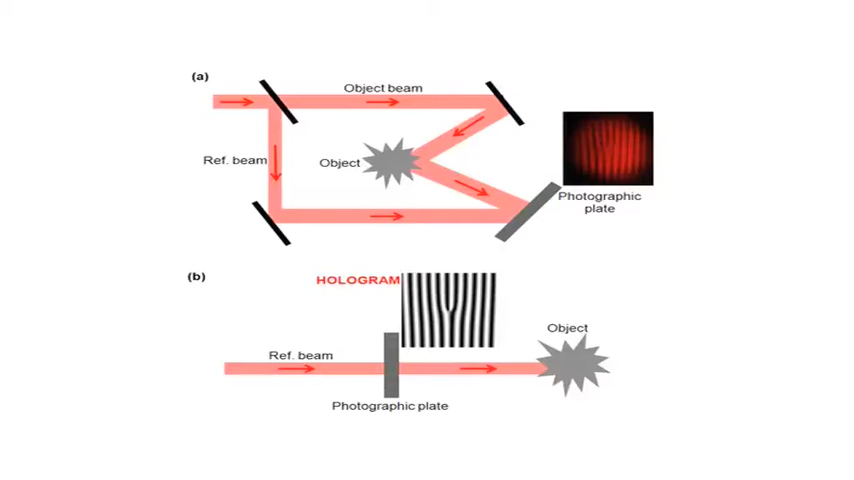 (a)
Object beam
Ref. beam
Object
Photographic
plate
(b)
HOLOGRAM
Object
Ref. beam
Photographic plate